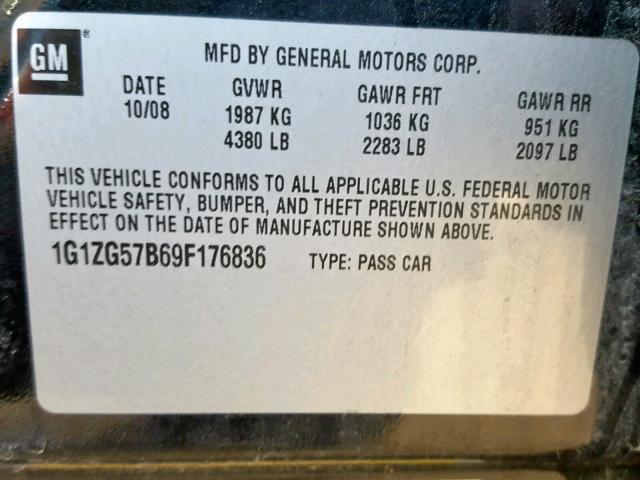 GM®
MFD BY GENERAL MOTORS CORP.
DATE GVWR GAWR FRT GAWR RR
10/08 1987 KG 1036 KG 951 KG
4380 LB 2283 LB 2097 LB
THIS VEHICLE CONFORMS TO ALL APPLICABLE U.S. FEDERAL MOTOR
VEHICLE SAFETY, BUMPER, AND THEFT PREVENTION STANDARDS IN
EFFECT ON THE DATE OF MANUFACTURE SHOWN ABOVE.
1G1ZG57B69F176836 TYPE: PASS CAR